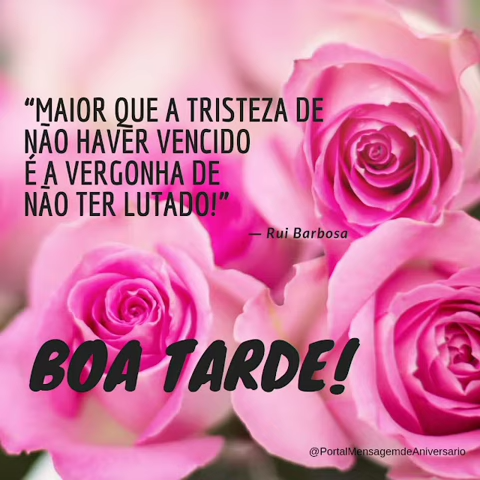 “MAIOR QUE A TRISTEZA DE
NÃO HAVER VENCIDO
É A VERGONHA DE
NÃO TER LUTADO!”
— Rui Barbosa
BOA TARDE!
@PortalMensagemdeAniversario